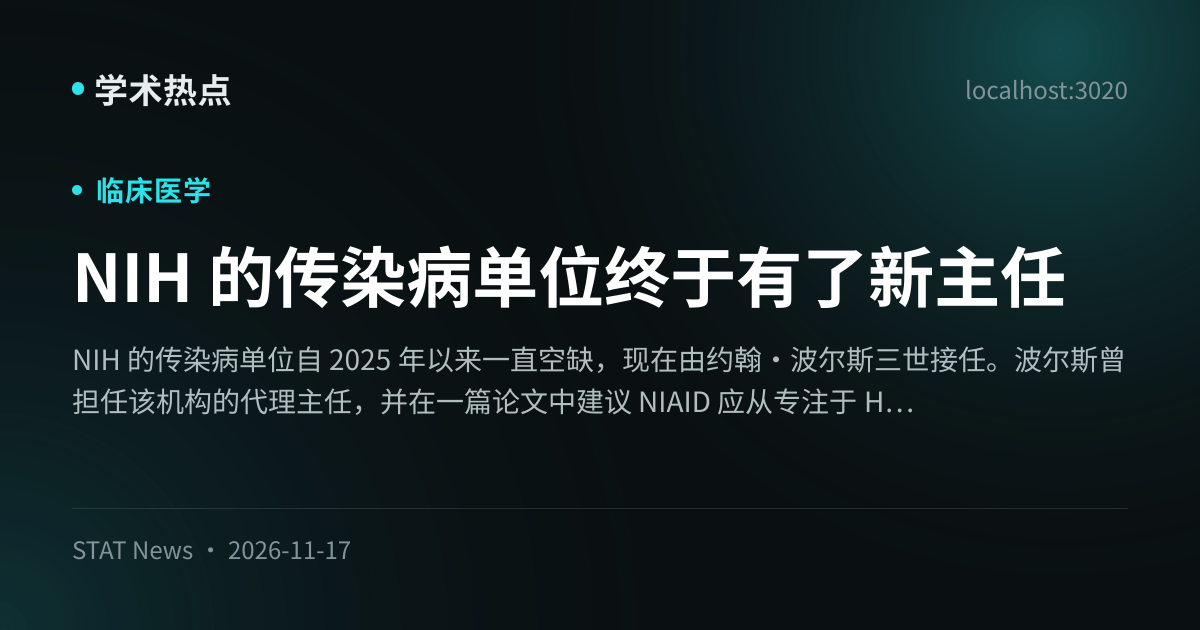 学术热点
localhost:3020
临床医学
NIH 的传染病单位终于有了新主任
NIH 的传染病单位自 2025 年以来一直空缺，现在由约翰・波尔斯三世接任。波尔斯曾
担任该机构的代理主任，并在一篇论文中建议 NIAID 应从专注于 H…
STAT News · 2026-11-17